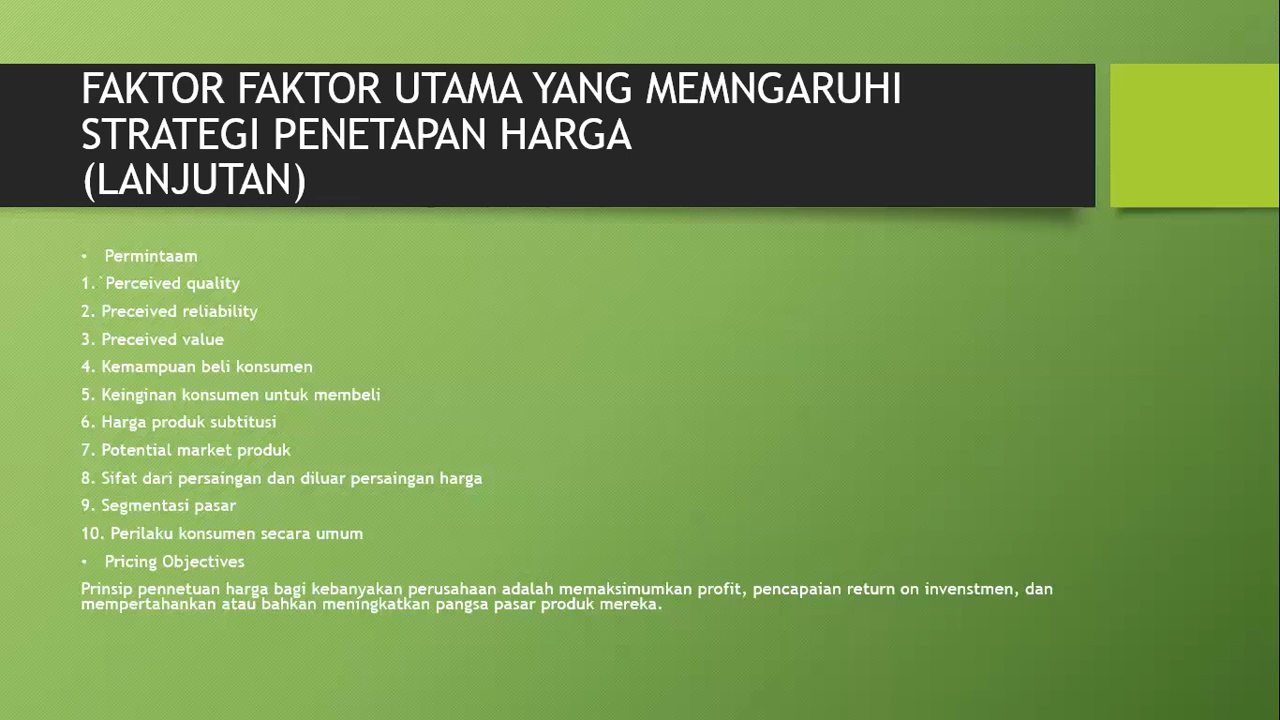 FAKTOR FAKTOR UTAMA YANG MEMNGARUHI
STRATEGI PENETAPAN HARGA
(LANJUTAN)
• Permintaam
1. `Perceived quality
2. Preceived reliability
3. Preceived value
4. Kemampuan beli konsumen
5. Keinginan konsumen untuk membeli
6. Harga produk subtitusi
7. Potential market produk
8. Sifat dari persaingan dan diluar persaingan harga
9. Segmentasi pasar
10. Perilaku konsumen secara umum
• Pricing Objectives
Prinsip pennetuan harga bagi kebanyakan perusahaan adalah memaksimumkan profit, pencapaian return on invenstmen, dan
mempertahankan atau bahkan meningkatkan pangsa pasar produk mereka.